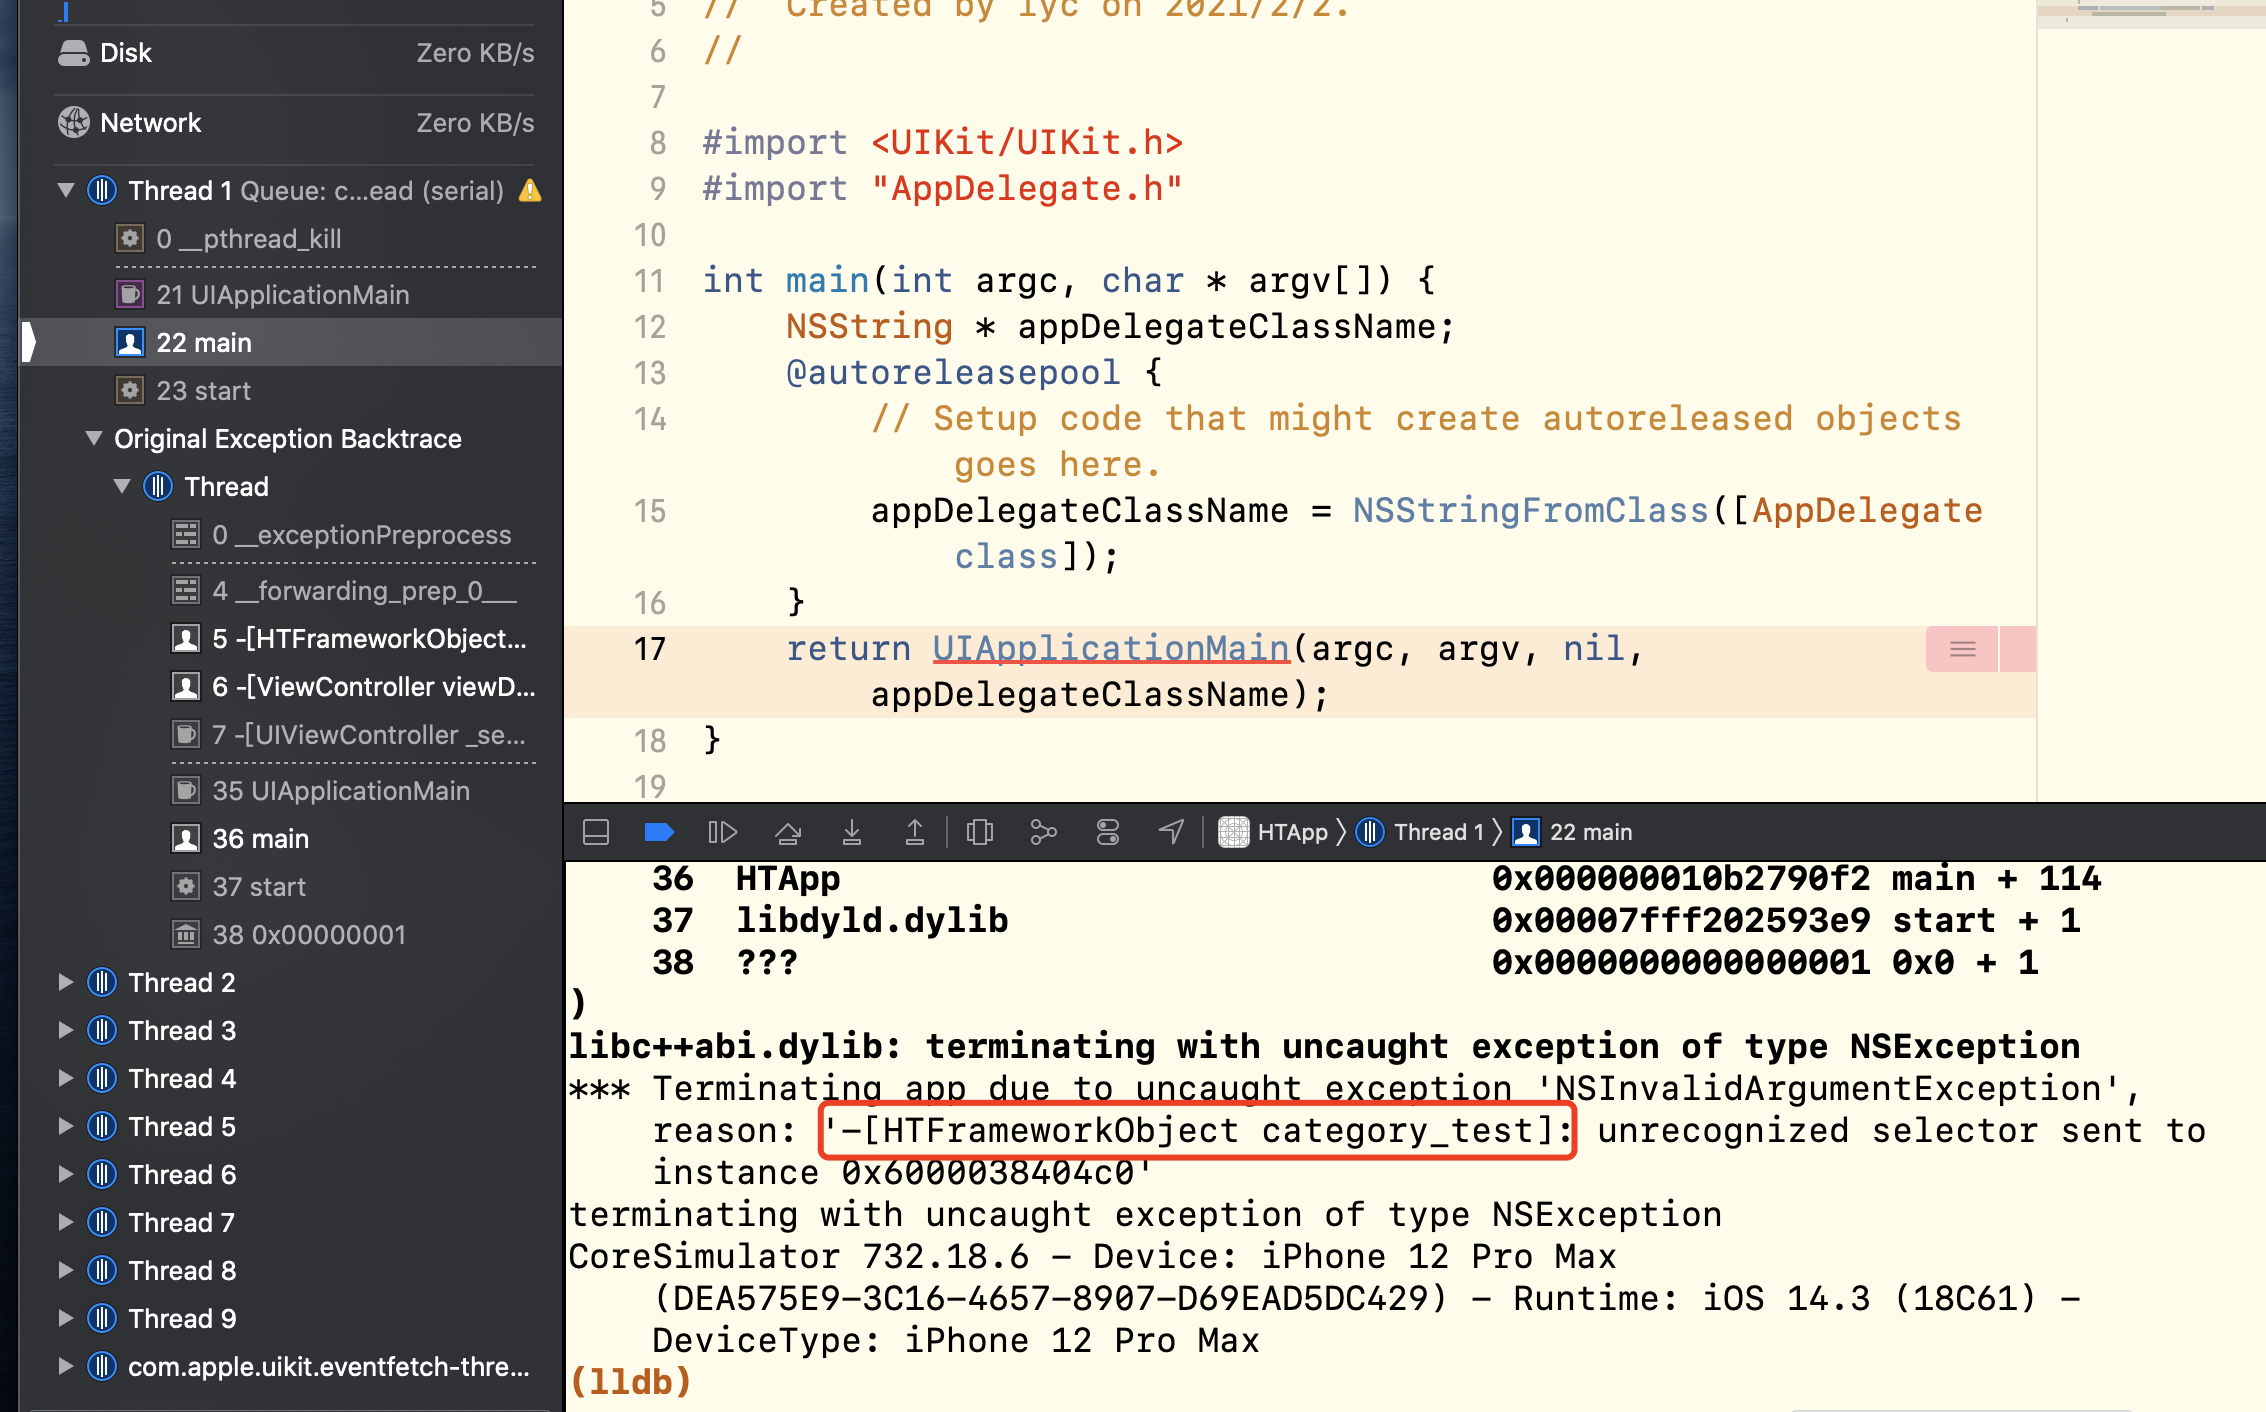 Disk Zero KB/s
Network Zero KB/s
Thread 1 Queue: c...ead (serial)
0 __pthread_kill
21 UIApplicationMain
22 main
23 start
Original Exception Backtrace
Thread
0 __exceptionPreprocess
4 __forwarding_prep_0___
5 -[HTFrameworkObject...
6 -[ViewController viewD...
7 -[UIViewController _se...
35 UIApplicationMain
36 main
37 start
38 0x00000001
Thread 2
Thread 3
Thread 4
Thread 5
Thread 6
Thread 7
Thread 8
Thread 9
com.apple.uikit.eventfetch-thre...
5 //  Created by lyc on 2021/2/2.
6 //
7
8 #import <UIKit/UIKit.h>
9 #import "AppDelegate.h"
10
11 int main(int argc, char * argv[]) {
12     NSString * appDelegateClassName;
13     @autoreleasepool {
14         // Setup code that might create autoreleased objects
goes here.
15         appDelegateClassName = NSStringFromClass([AppDelegate
class]);
16     }
17     return UIApplicationMain(argc, argv, nil,
appDelegateClassName);
18 }
19
HTApp Thread 1 22 main
36  HTApp                               0x000000010b2790f2 main + 114
37  libdyld.dylib                       0x00007fff202593e9 start + 1
38  ???                                 0x0000000000000001 0x0 + 1
)
libc++abi.dylib: terminating with uncaught exception of type NSException
*** Terminating app due to uncaught exception 'NSInvalidArgumentException',
reason: '-[HTFrameworkObject category_test]: unrecognized selector sent to
instance 0x6000038404c0'
terminating with uncaught exception of type NSException
CoreSimulator 732.18.6 - Device: iPhone 12 Pro Max
(DEA575E9-3C16-4657-8907-D69EAD5DC429) - Runtime: iOS 14.3 (18C61) -
DeviceType: iPhone 12 Pro Max
(lldb)